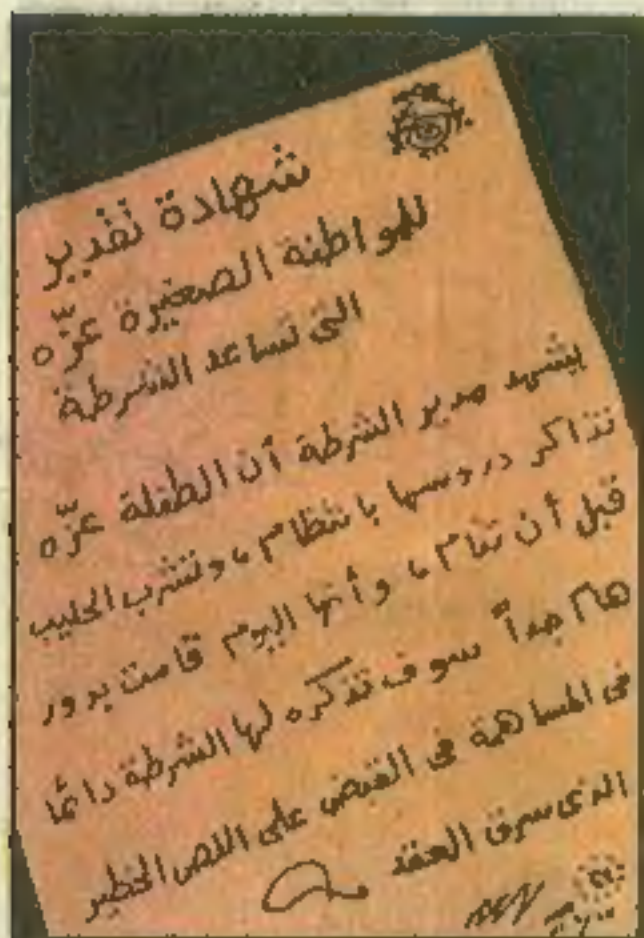 شهادة تقدير
للمواطنة الصغيرة عزّه
التى تساعد الشرطة
يشهد مدير الشرطة أن الطفلة عزّه
تذاكر دروسها بانتظام، وتشرب الحليب
قبل أن تنام، وأنها اليوم قامت بدور
هام جداً سوف تذكره لها الشرطة دائمًا
فى المساهمة فى القبض على اللص الخطير
الذى سرق العقد